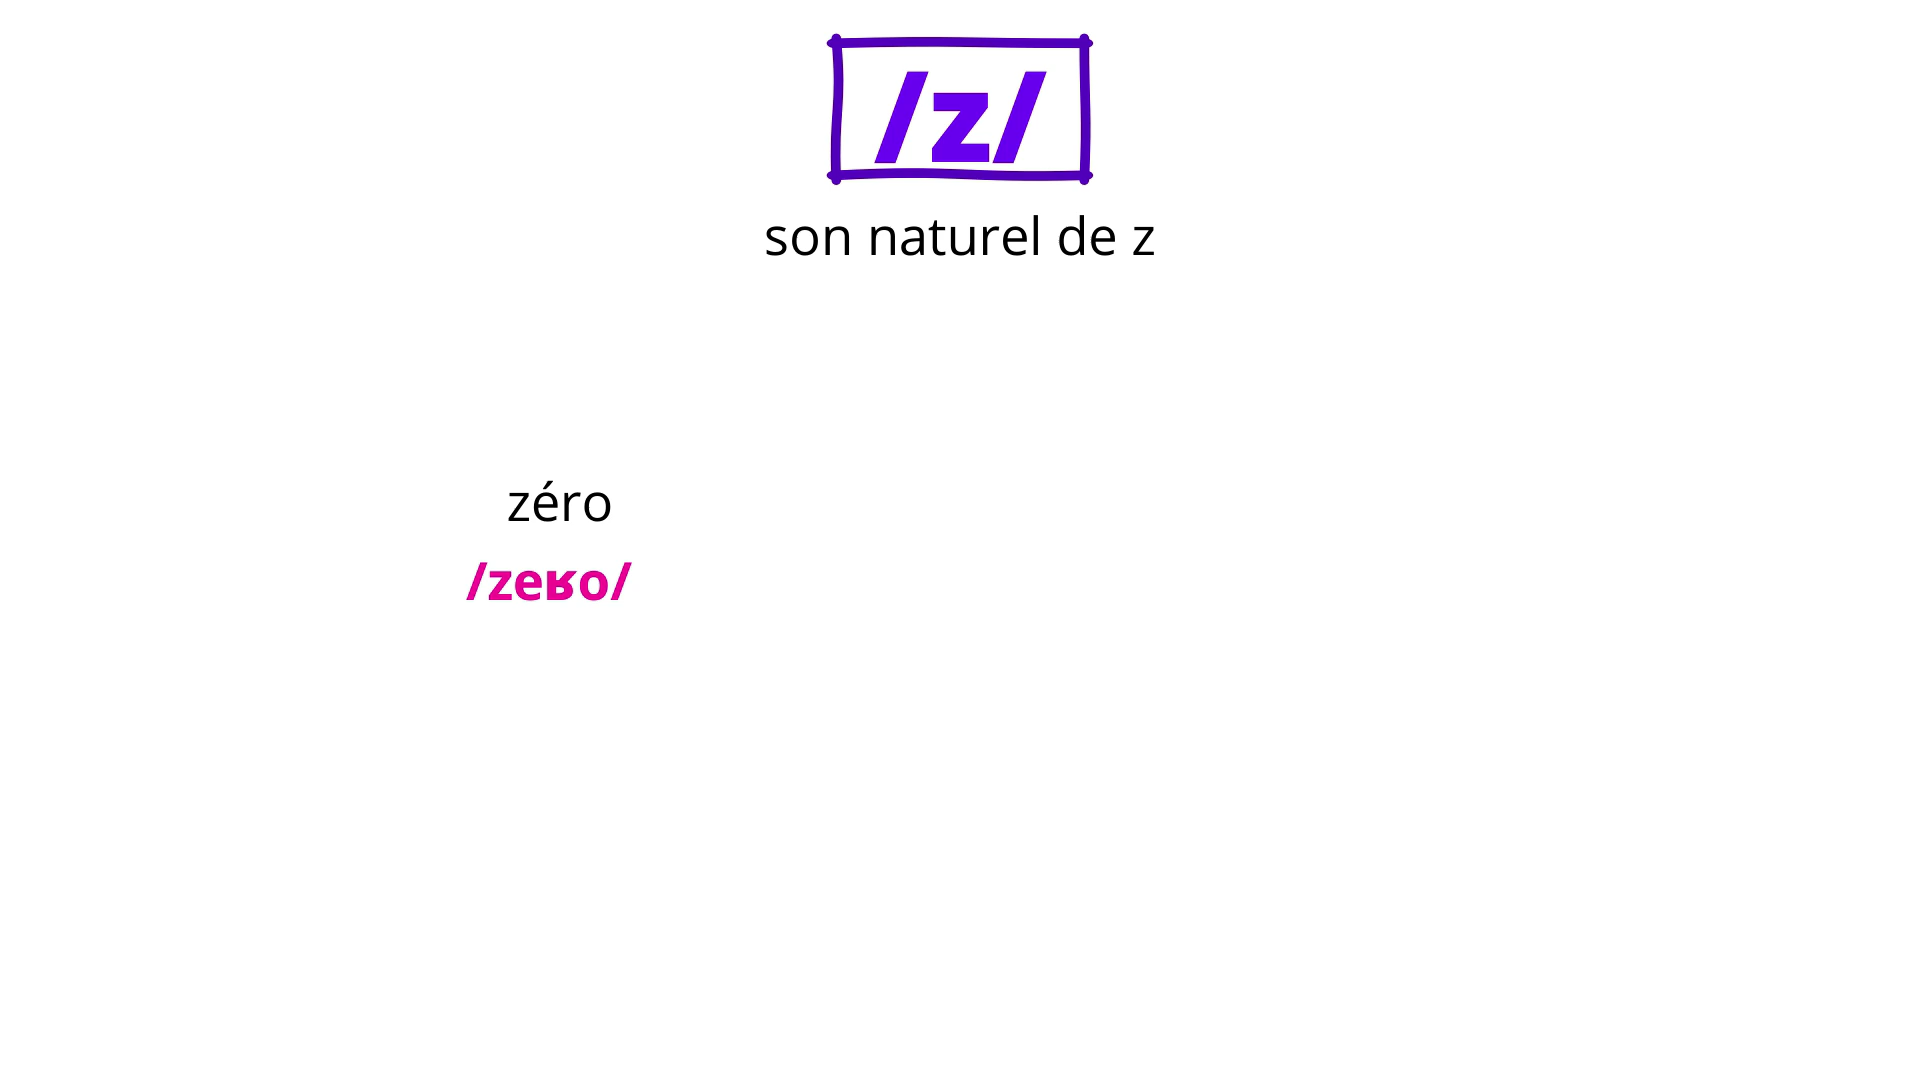 /z/
son naturel de z
zéro
/zeʁo/